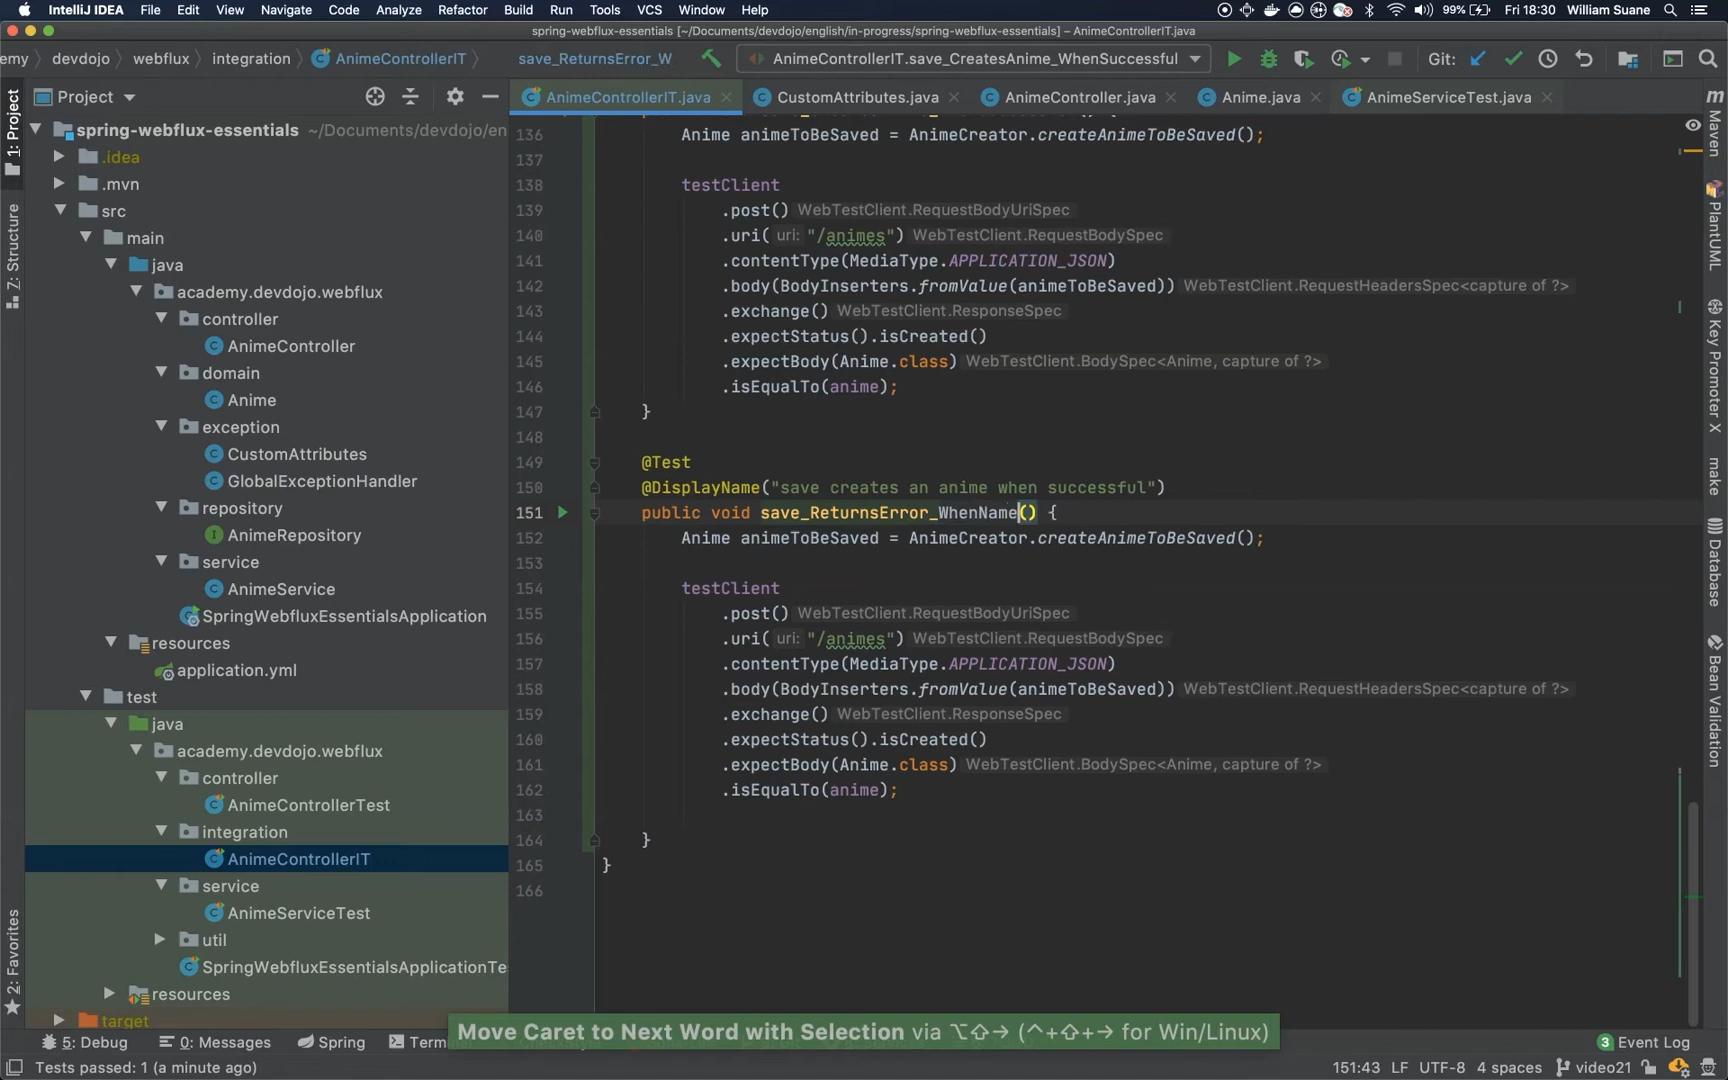 IntelliJ IDEA File Edit View Navigate Code Analyze Refactor Build Run Tools VCS Window Help 99% Fri 18:30 William Suane
spring-webflux-essentials [~/Documents/devdojo/english/in-progress/spring-webflux-essentials] – AnimeControllerIT.java
emy devdojo webflux integration AnimeControllerIT save_ReturnsError_W AnimeControllerIT.save_CreatesAnime_WhenSuccessful Git:
Project AnimeControllerIT.java CustomAttributes.java AnimeController.java Anime.java AnimeServiceTest.java
1: Project
7: Structure
2: Favorites
spring-webflux-essentials ~/Documents/devdojo/en
.idea
.mvn
src
main
java
academy.devdojo.webflux
controller
AnimeController
domain
Anime
exception
CustomAttributes
GlobalExceptionHandler
repository
AnimeRepository
service
AnimeService
SpringWebfluxEssentialsApplication
resources
application.yml
test
java
academy.devdojo.webflux
controller
AnimeControllerTest
integration
AnimeControllerIT
service
AnimeServiceTest
util
SpringWebfluxEssentialsApplicationTe
resources
target
136 Anime animeToBeSaved = AnimeCreator.createAnimeToBeSaved();
137
138 testClient
139 .post() WebTestClient.RequestBodyUriSpec
140 .uri( uri: "/animes") WebTestClient.RequestBodySpec
141 .contentType(MediaType.APPLICATION_JSON)
142 .body(BodyInserters.fromValue(animeToBeSaved)) WebTestClient.RequestHeadersSpec<capture of ?>
143 .exchange() WebTestClient.ResponseSpec
144 .expectStatus().isCreated()
145 .expectBody(Anime.class) WebTestClient.BodySpec<Anime, capture of ?>
146 .isEqualTo(anime);
147 }
148
149 @Test
150 @DisplayName("save creates an anime when successful")
151 public void save_ReturnsError_WhenName() {
152 Anime animeToBeSaved = AnimeCreator.createAnimeToBeSaved();
153
154 testClient
155 .post() WebTestClient.RequestBodyUriSpec
156 .uri( uri: "/animes") WebTestClient.RequestBodySpec
157 .contentType(MediaType.APPLICATION_JSON)
158 .body(BodyInserters.fromValue(animeToBeSaved)) WebTestClient.RequestHeadersSpec<capture of ?>
159 .exchange() WebTestClient.ResponseSpec
160 .expectStatus().isCreated()
161 .expectBody(Anime.class) WebTestClient.BodySpec<Anime, capture of ?>
162 .isEqualTo(anime);
163
164 }
165 }
166
Maven
PlantUML
Key Promoter X
make
Database
Bean Validation
Move Caret to Next Word with Selection via ⌥⇧→ (^+⇧+→ for Win/Linux)
5: Debug 0: Messages Spring Term 3 Event Log
Tests passed: 1 (a minute ago) 151:43 LF UTF-8 4 spaces video21